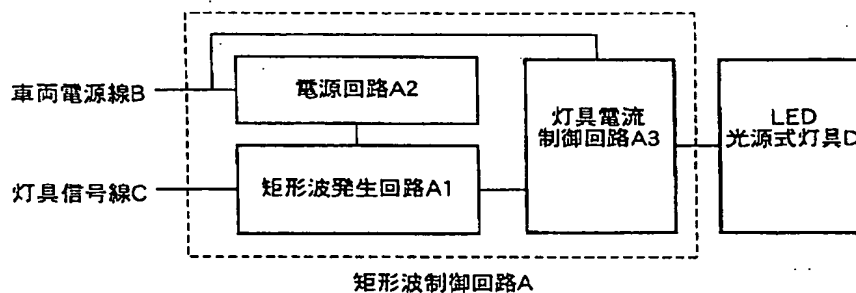 車両電源線B
電源回路A2
灯具電流
制御回路A3
LED
光源式灯具D
灯具信号線C
矩形波発生回路A1
矩形波制御回路A